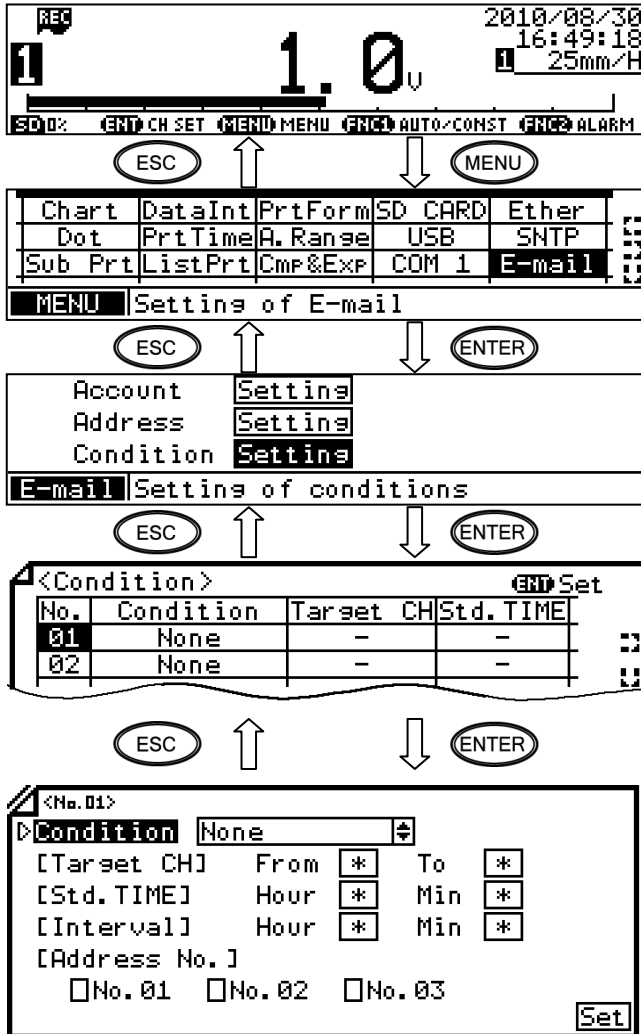 REC
2010/08/30
16:49:18
1 1.0V 1 25mm/H
SD 0% ENT CH SET MENU MENU FNC1 AUTO/CONST FNC2 ALARM
ESC MENU
Chart DataInt PrtForm SD CARD Ether
Dot PrtTime A.Range USB SNTP
Sub Prt ListPrt Cmp&Exp COM 1 E-mail
MENU Setting of E-mail
ESC ENTER
Account Setting
Address Setting
Condition Setting
E-mail Setting of conditions
ESC ENTER
<Condition> ENT Set
No. Condition Target CH Std.TIME
01 None - -
02 None - -
ESC ENTER
<No.01>
Condition None
[Target CH] From * To *
[Std.TIME] Hour * Min *
[Interval] Hour * Min *
[Address No.]
No.01 No.02 No.03
Set